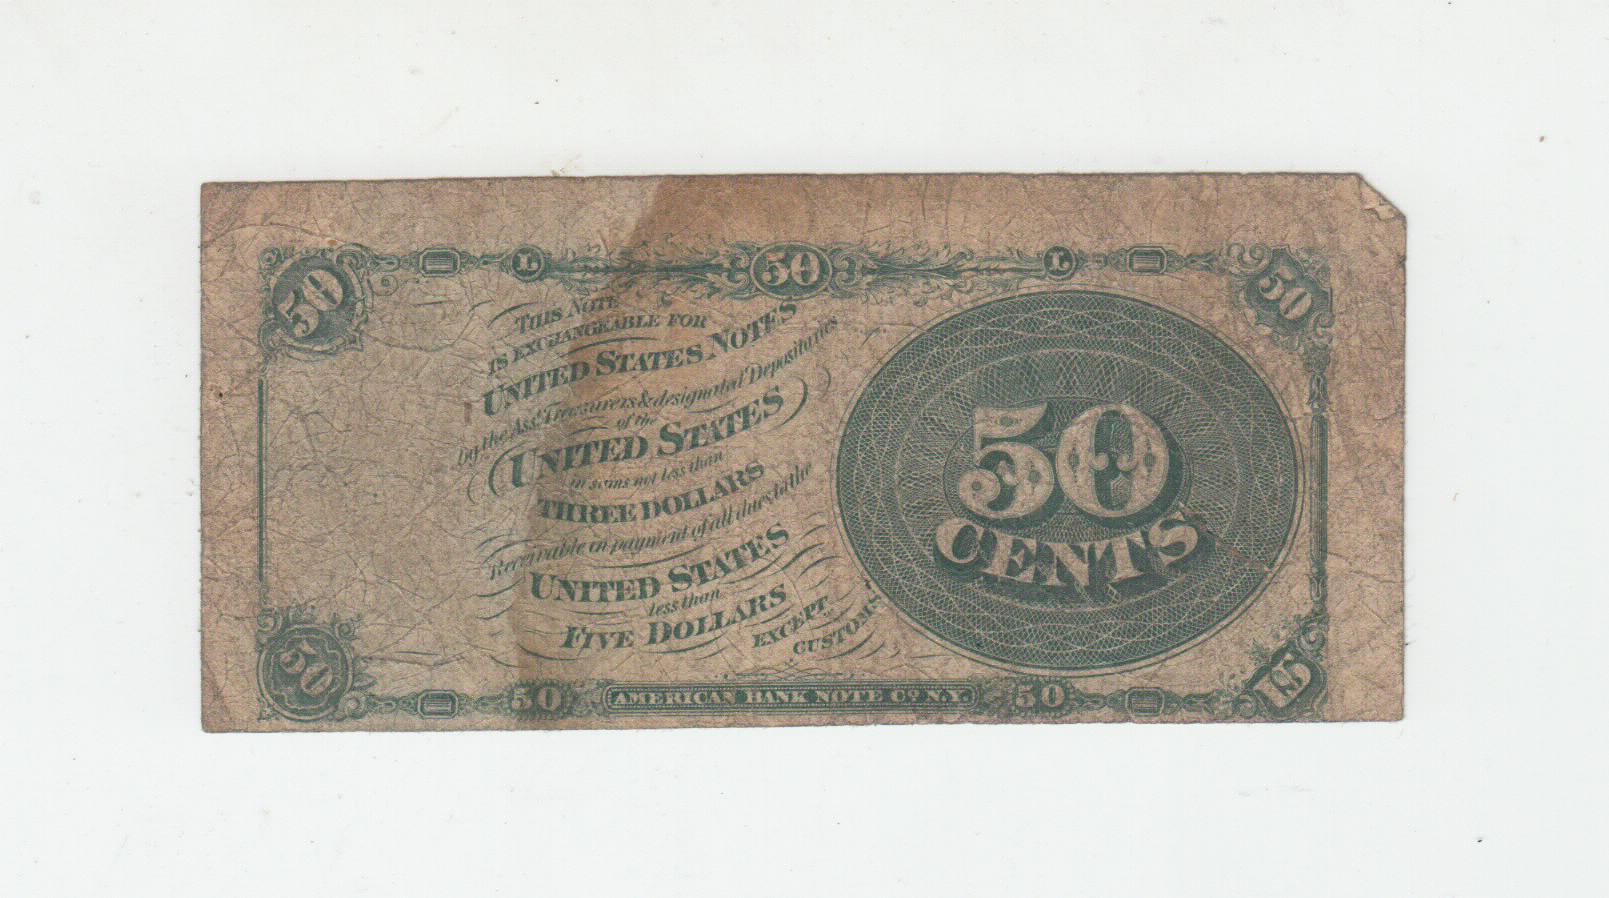 50 L 50 L 50
THIS NOTE
IS EXCHANGEABLE FOR
UNITED STATES NOTES
by the Asst. Treasurers & designated Depositaries
of the
UNITED STATES
in sums not less than
THREE DOLLARS
Receivable in payment of all dues to the
UNITED STATES
less than
FIVE DOLLARS
EXCEPT
CUSTOMS
50
CENTS
50 50 AMERICAN BANK NOTE Co. N.Y. 50 50